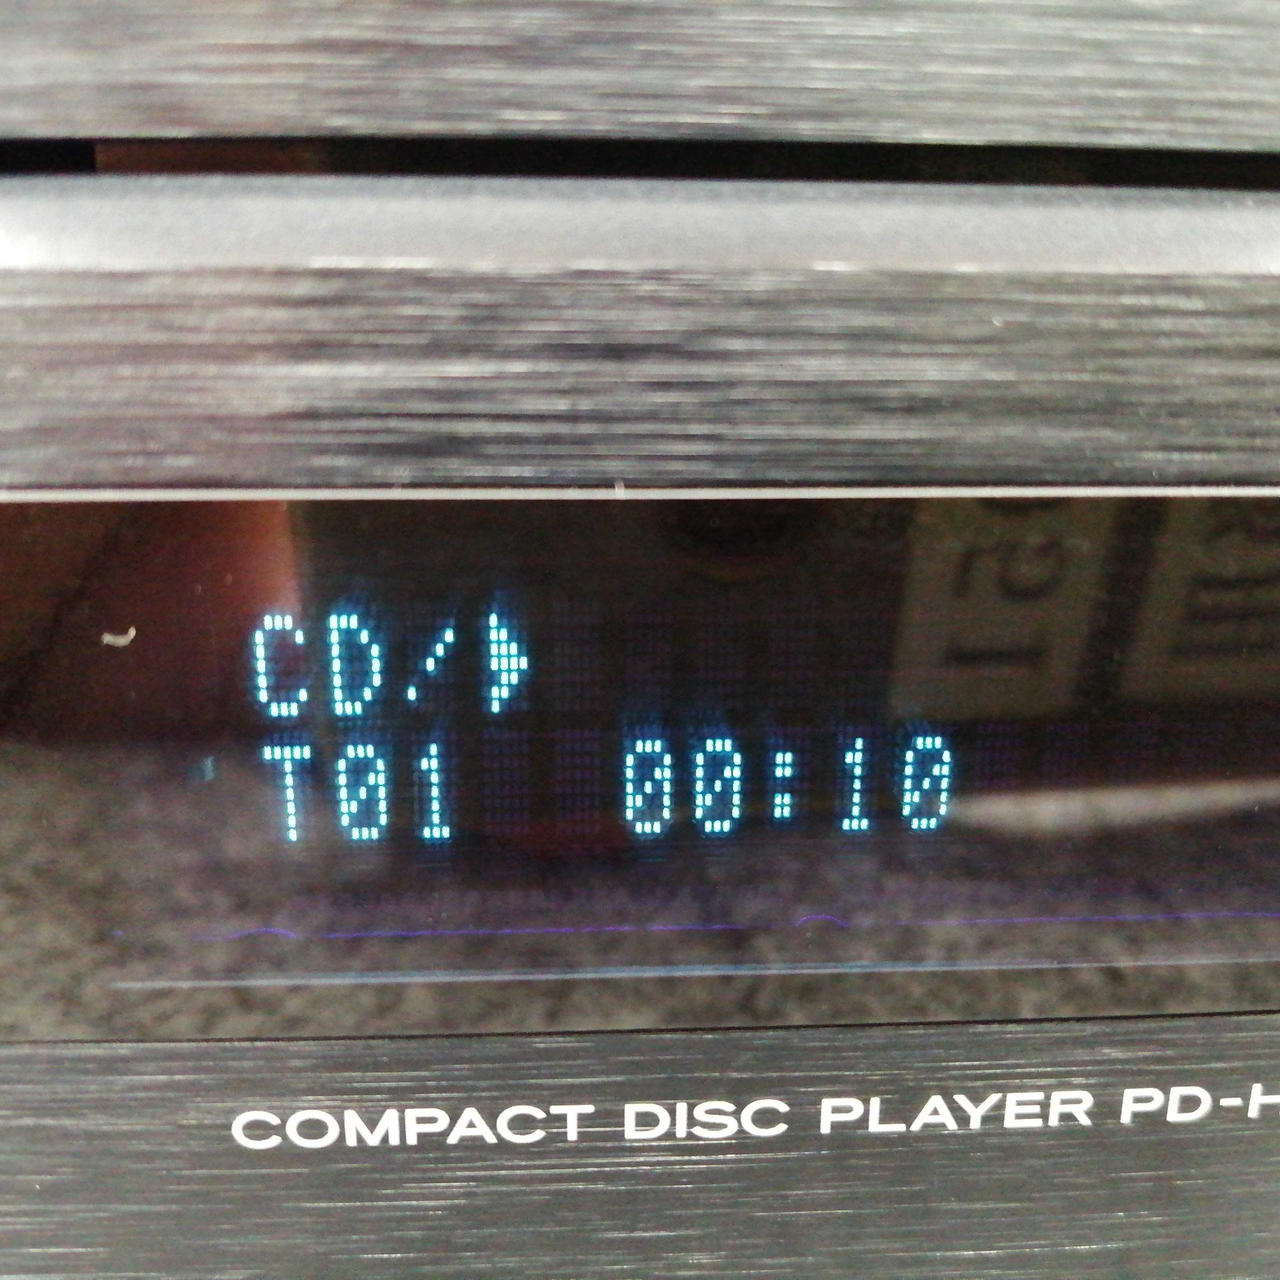 CD/▶
T01 00:10
COMPACT DISC PLAYER PD-H